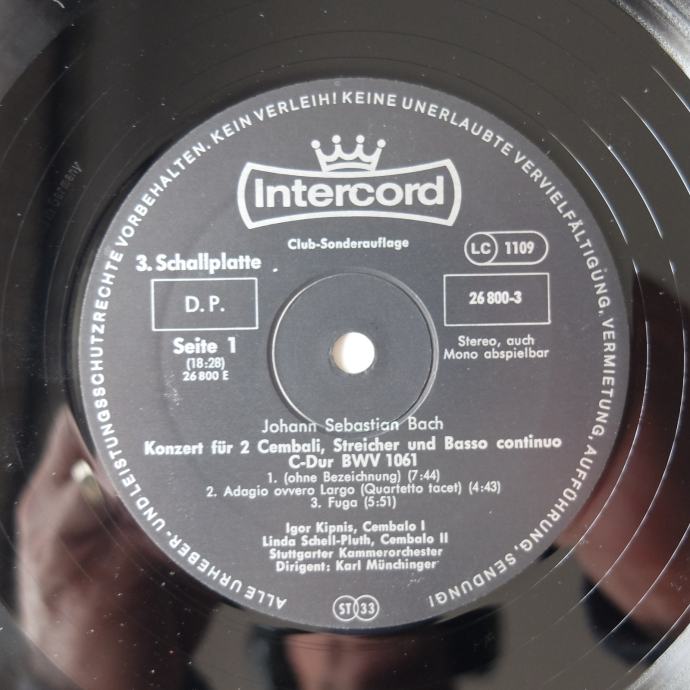 ALLE URHEBER- UND LEISTUNGSSCHUTZRECHTE VORBEHALTEN. KEIN VERLEIH! KEINE UNERLAUBTE VERVIELFÄLTIGUNG, VERMIETUNG, AUFFÜHRUNG, SENDUNG!
Intercord
Club-Sonderauflage
LC 1109
3. Schallplatte
D.P.
26 800-3
Seite 1
(18:28)
26 800 E
Stereo, auch
Mono abspielbar
Johann Sebastian Bach
Konzert für 2 Cembali, Streicher und Basso continuo
C-Dur BWV 1061
1. (ohne Bezeichnung) (7:44)
2. Adagio ovvero Largo (Quartetto tacet) (4:43)
3. Fuga (5:51)
Igor Kipnis, Cembalo I
Linda Schell-Pluth, Cembalo II
Stuttgarter Kammerorchester
Dirigent: Karl Münchinger
ST 33
Germany